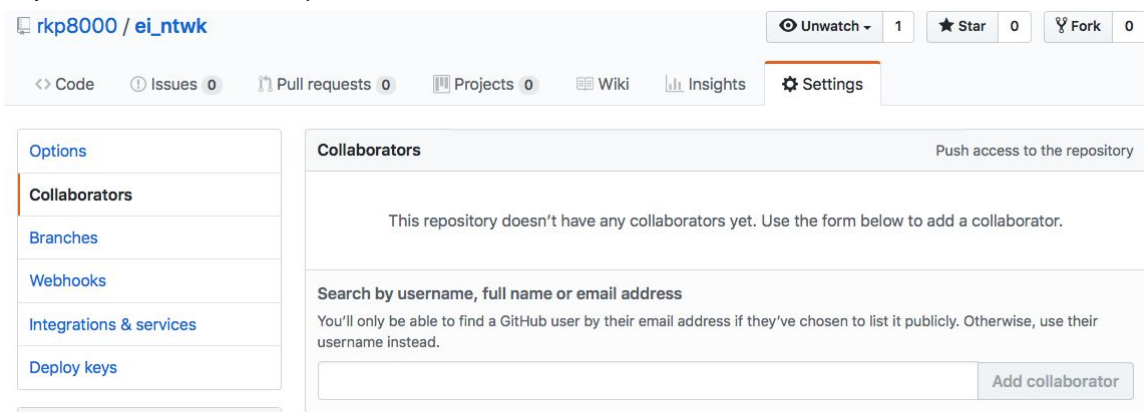 rkp8000 / ei_ntwk
Unwatch 1 Star 0 Fork 0
<> Code Issues 0 Pull requests 0 Projects 0 Wiki Insights Settings
Options
Collaborators
Branches
Webhooks
Integrations & services
Deploy keys
Collaborators Push access to the repository
This repository doesn't have any collaborators yet. Use the form below to add a collaborator.
Search by username, full name or email address
You'll only be able to find a GitHub user by their email address if they've chosen to list it publicly. Otherwise, use their
username instead.
Add collaborator